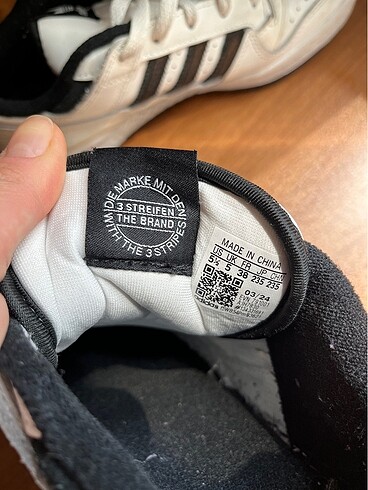 DIE MARKE MIT DEN
3 STREIFEN
THE BRAND
WITH THE 3 STRIPES
MADE IN CHINA
US UK FR JP CHN
5½ 5 38 235 235
03/24